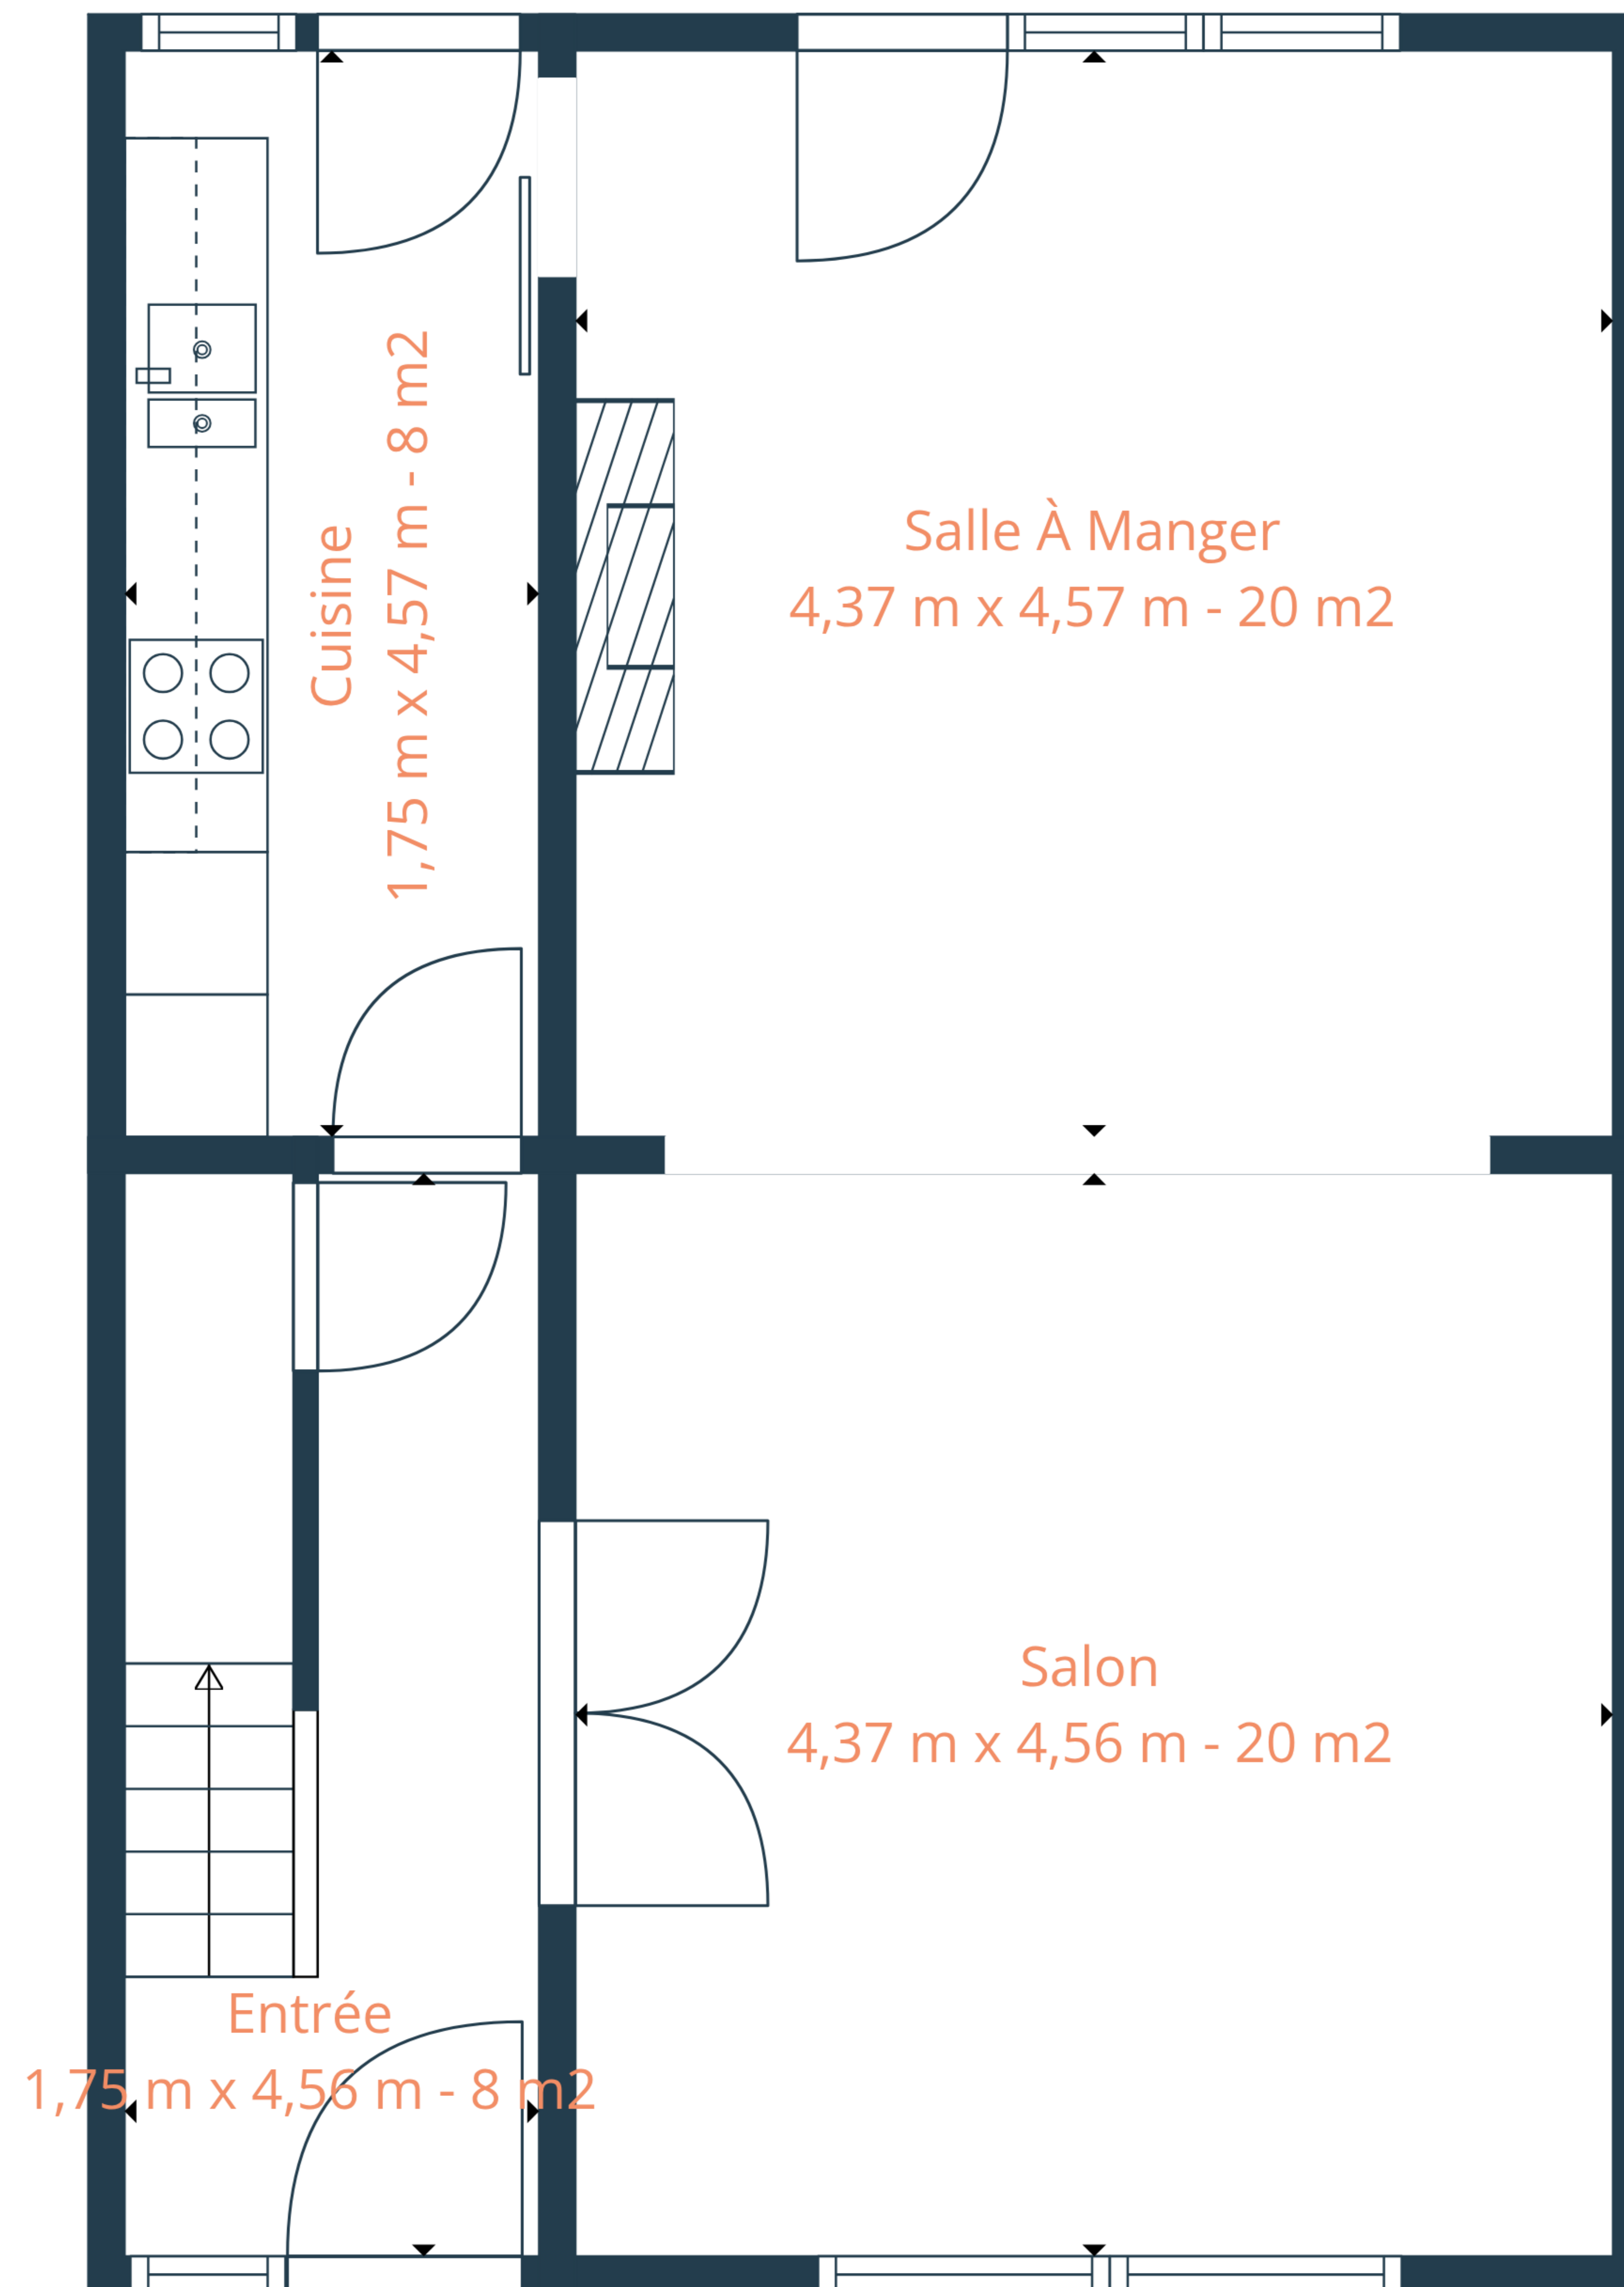 Cuisine
1,75 m x 4,57 m - 8 m2
Salle À Manger
4,37 m x 4,57 m - 20 m2
Salon
4,37 m x 4,56 m - 20 m2
Entrée
1,75 m x 4,56 m - 8 m2